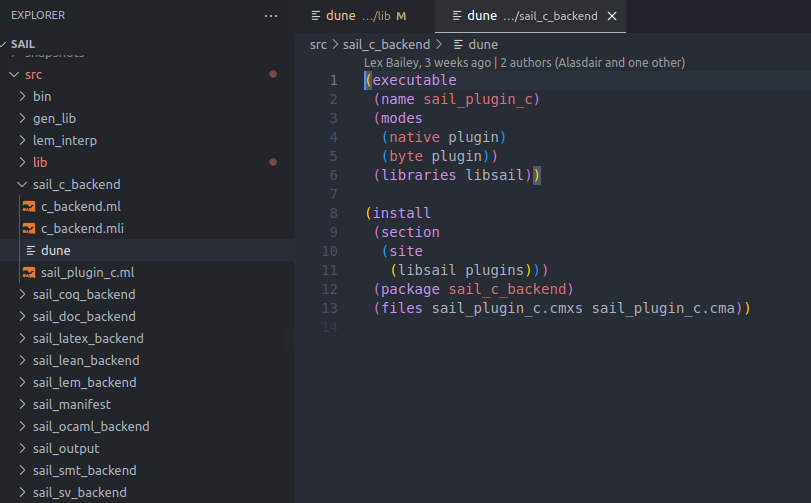 EXPLORER
SAIL
snapshots
src
bin
gen_lib
lem_interp
lib
sail_c_backend
c_backend.ml
c_backend.mli
dune
sail_plugin_c.ml
sail_coq_backend
sail_doc_backend
sail_latex_backend
sail_lean_backend
sail_lem_backend
sail_manifest
sail_ocaml_backend
sail_output
sail_smt_backend
sail_sv_backend
dune .../lib M
dune .../sail_c_backend
src > sail_c_backend > dune
Lex Bailey, 3 weeks ago | 2 authors (Alasdair and one other)
1 (executable
2  (name sail_plugin_c)
3  (modes
4   (native plugin)
5   (byte plugin))
6  (libraries libsail))
7
8 (install
9  (section
10   (site
11    (libsail plugins)))
12  (package sail_c_backend)
13  (files sail_plugin_c.cmxs sail_plugin_c.cma))
14